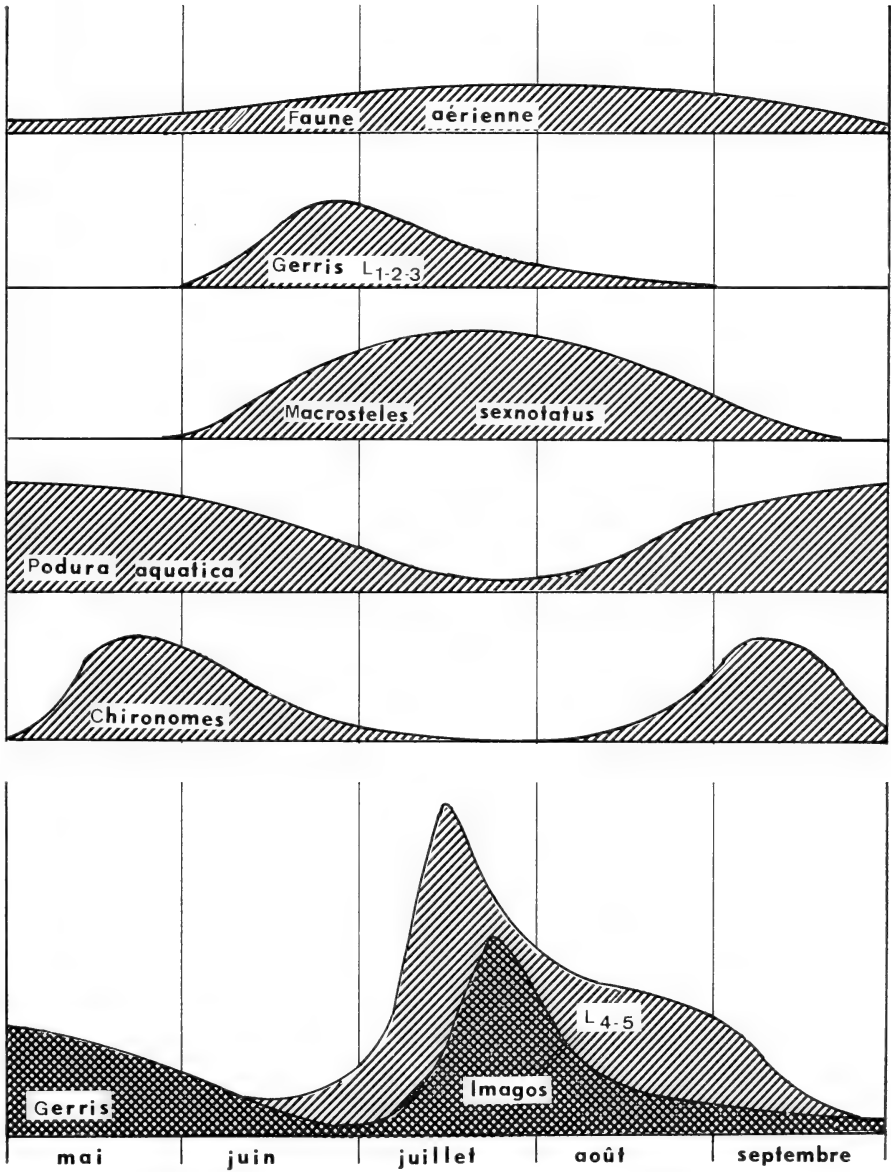 Faune aérienne
Gerris L1-2-3
Macrosteles sexnotatus
Podura aquatica
Chironomes
L4-5
Imagos
Gerris
mai juin juillet août septembre